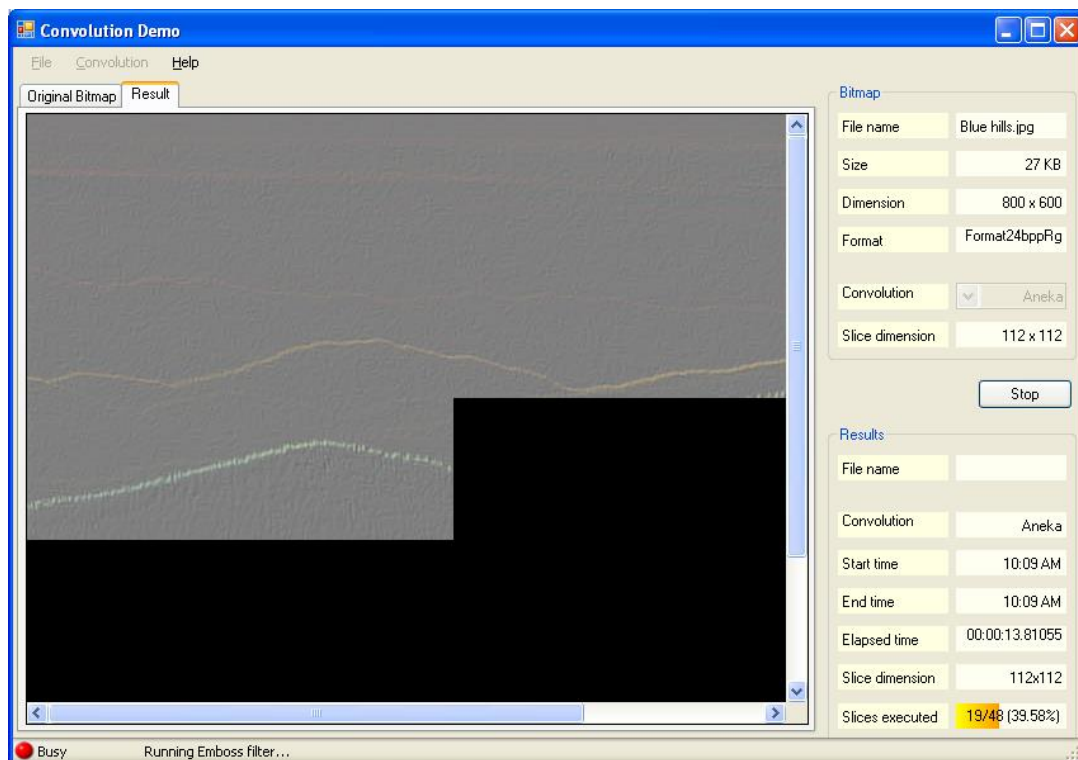 Convolution Demo
File Convolution Help
Original Bitmap Result
Bitmap
File name Blue hills.jpg
Size 27 KB
Dimension 800 x 600
Format Format24bppRg
Convolution Aneka
Slice dimension 112 x 112
Stop
Results
File name
Convolution Aneka
Start time 10:09 AM
End time 10:09 AM
Elapsed time 00:00:13.81055
Slice dimension 112x112
Slices executed 19/48 (39.58%)
Busy Running Emboss filter...